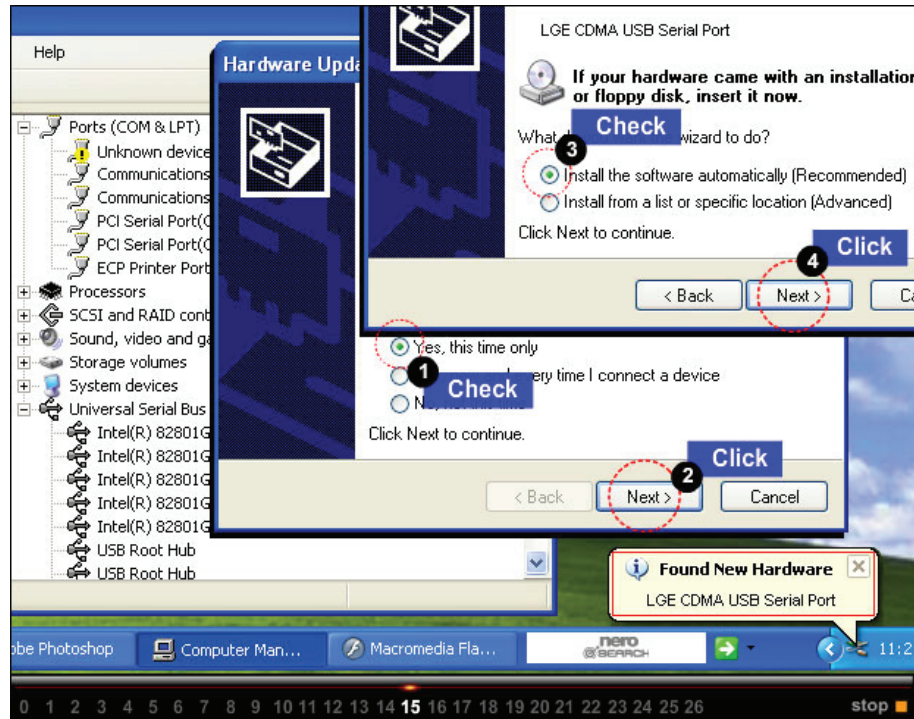 Help
Ports (COM & LPT)
Unknown device
Communications
Communications
PCI Serial Port(C
PCI Serial Port(C
ECP Printer Port
Processors
SCSI and RAID cont
Sound, video and ga
Storage volumes
System devices
Universal Serial Bus
Intel(R) 82801G
Intel(R) 82801G
Intel(R) 82801G
Intel(R) 82801G
Intel(R) 82801G
USB Root Hub
USB Root Hub
Hardware Upda
LGE CDMA USB Serial Port
If your hardware came with an installation
or floppy disk, insert it now.
What wizard to do?
Check
3
Install the software automatically (Recommended)
Install from a list or specific location (Advanced)
Click Next to continue.
4
Click
< Back
Next >
Ca
Yes, this time only
1
Check
ery time I connect a device
Click Next to continue.
2
Click
< Back
Next >
Cancel
Found New Hardware
LGE CDMA USB Serial Port
obe Photoshop
Computer Man...
Macromedia Fla...
nero
SEARCH
11:2
0 1 2 3 4 5 6 7 8 9 10 11 12 13 14 15 16 17 18 19 20 21 22 23 24 25 26
stop